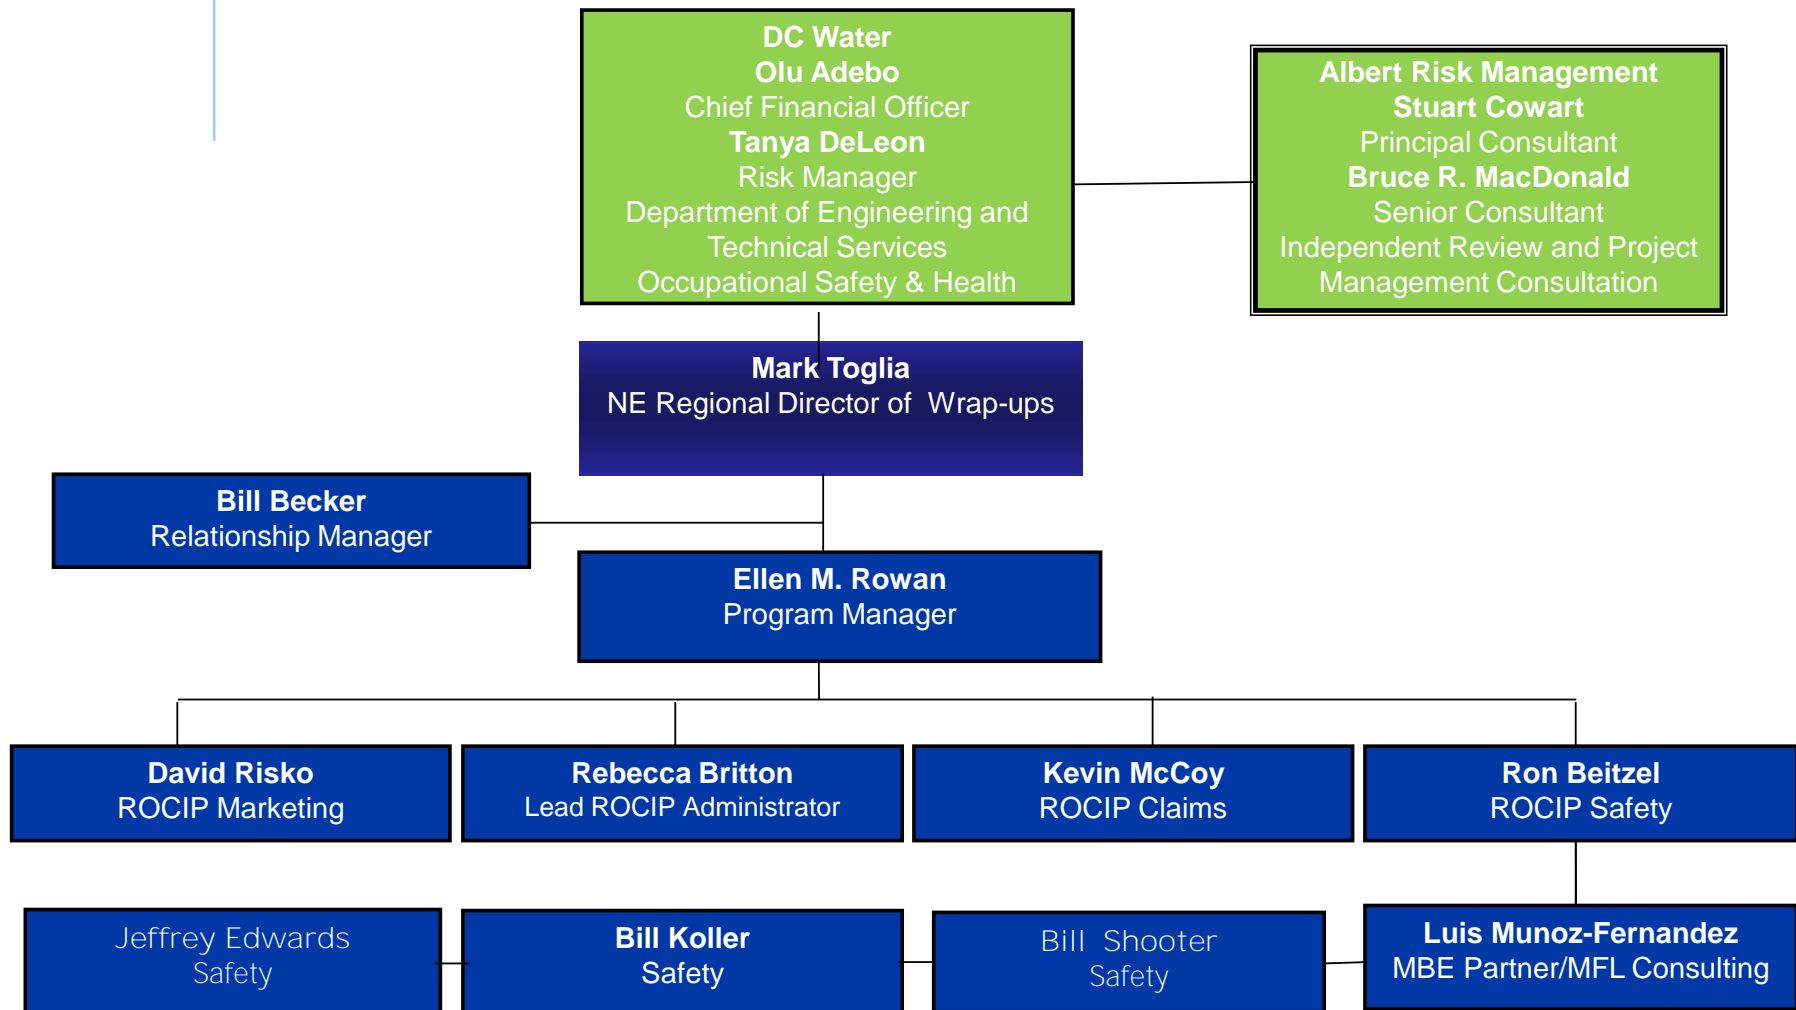 DC Water
Olu Adebo
Chief Financial Officer
Tanya DeLeon
Risk Manager
Department of Engineering and
Technical Services
Occupational Safety & Health
Albert Risk Management
Stuart Cowart
Principal Consultant
Bruce R. MacDonald
Senior Consultant
Independent Review and Project
Management Consultation
Mark Toglia
NE Regional Director of Wrap-ups
Bill Becker
Relationship Manager
Ellen M. Rowan
Program Manager
David Risko
ROCIP Marketing
Rebecca Britton
Lead ROCIP Administrator
Kevin McCoy
ROCIP Claims
Ron Beitzel
ROCIP Safety
Jeffrey Edwards
Safety
Bill Koller
Safety
Bill Shooter
Safety
Luis Munoz-Fernandez
MBE Partner/MFL Consulting